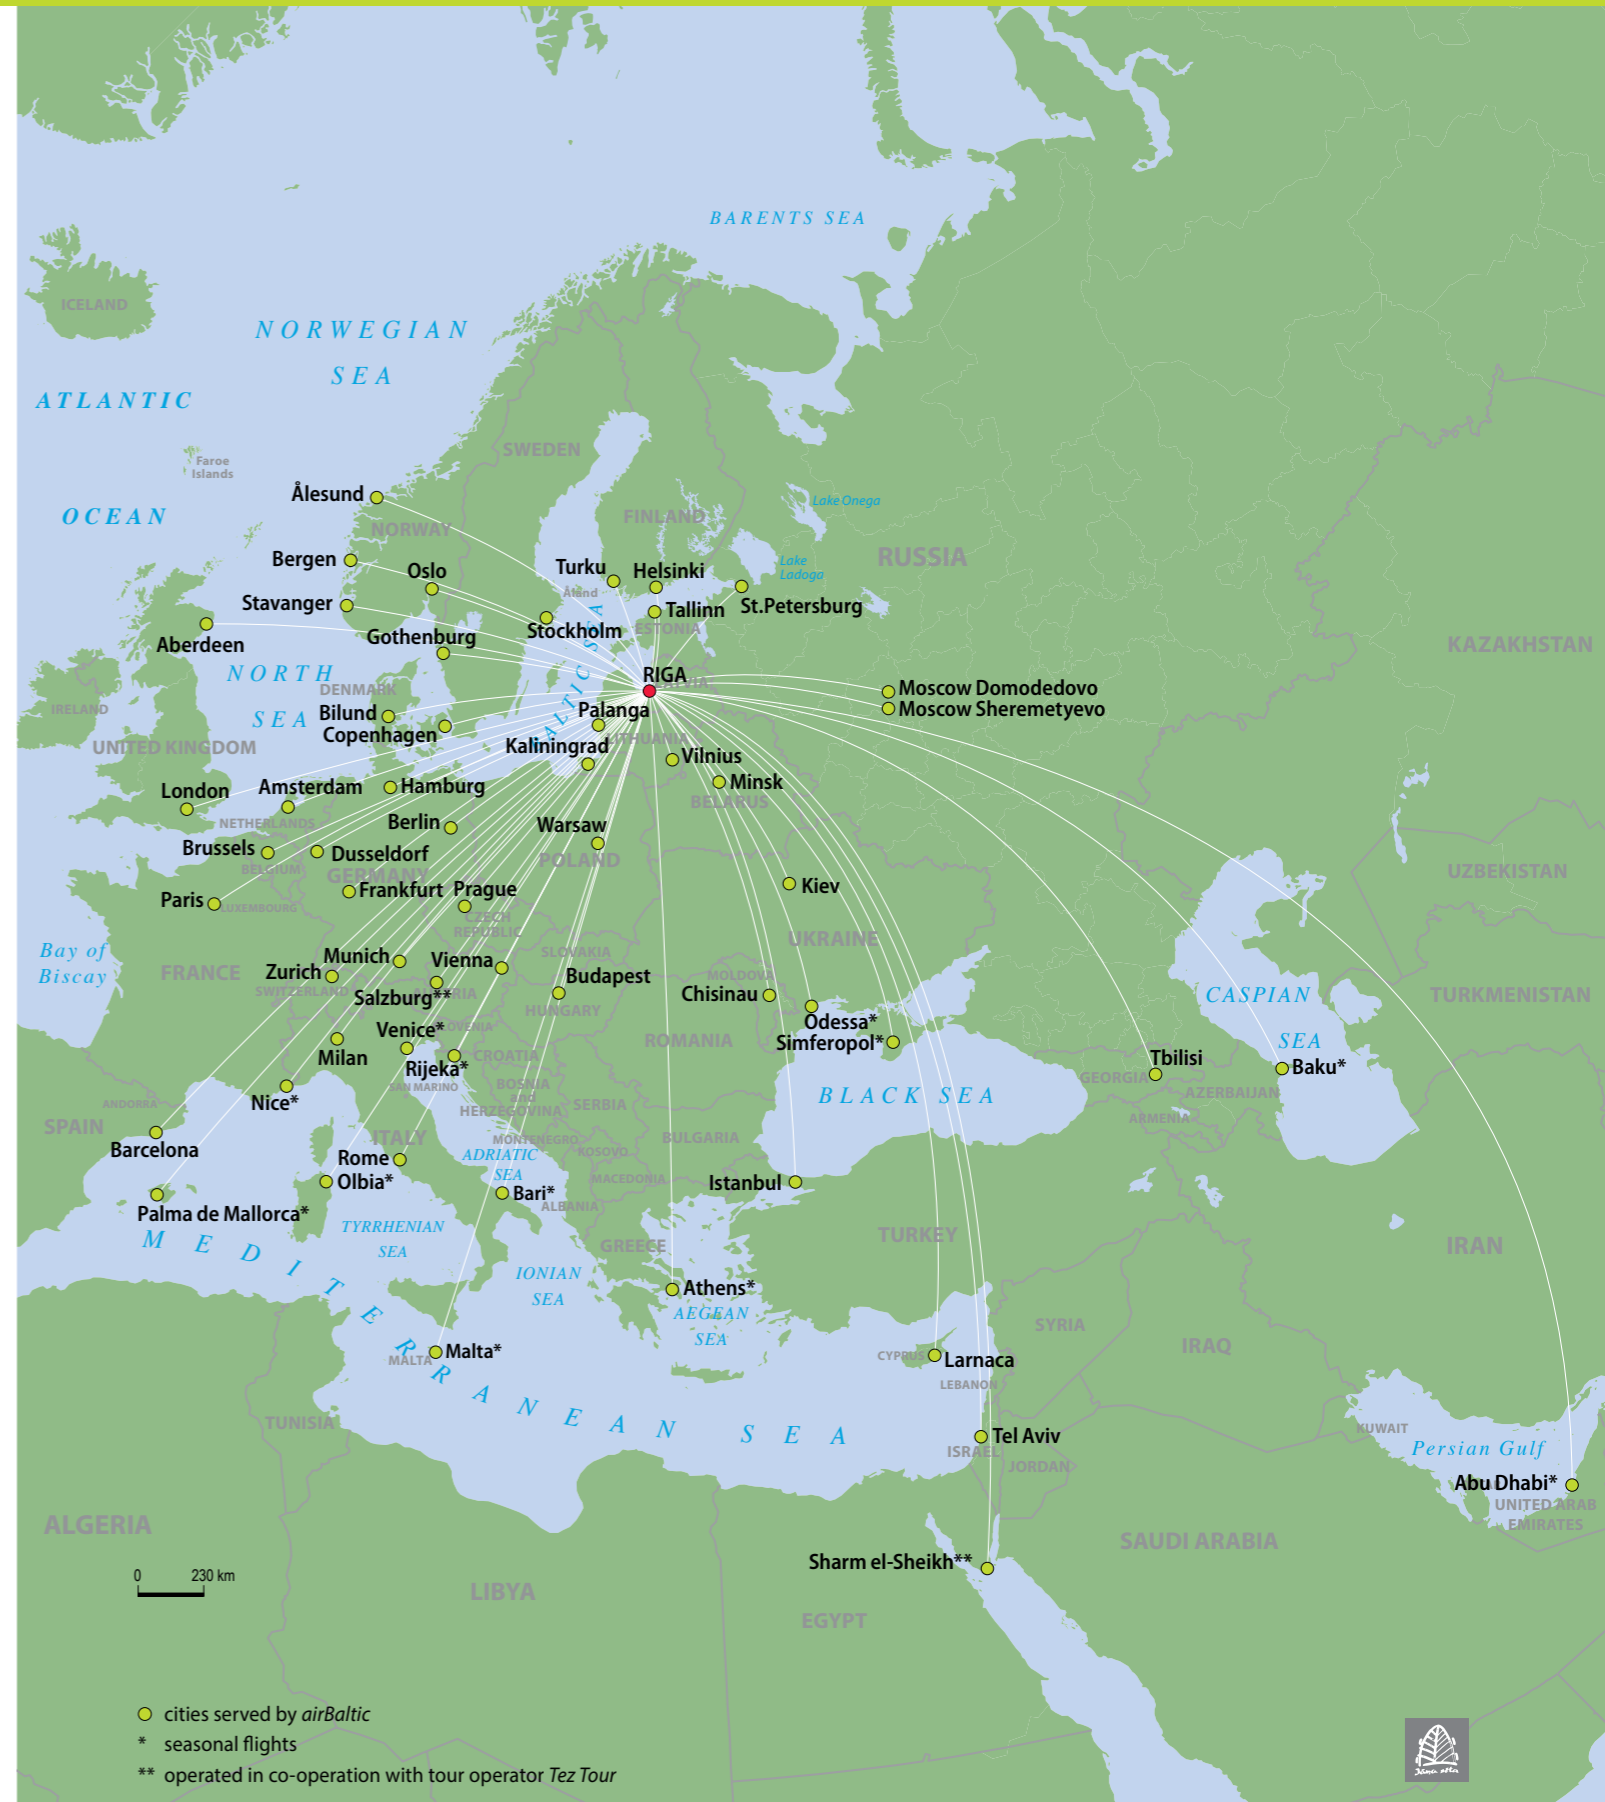 BARENTS SEA
ICELAND
NORWEGIAN
SEA
ATLANTIC
OCEAN
Faroe
Islands
SWEDEN
Ålesund
NORWAY
FINLAND
Lake Onega
RUSSIA
Lake
Ladoga
Bergen
Oslo
Turku
Helsinki
Åland
Stavanger
Tallinn
St.Petersburg
Aberdeen
Gothenburg
Stockholm
ESTONIA
KAZAKHSTAN
NORTH
SEA
BALTIC SEA
RIGA
LATVIA
Moscow Domodedovo
Moscow Sheremetyevo
DENMARK
IRELAND
Bilund
Copenhagen
Palanga
Kaliningrad
LITHUANIA
UNITED KINGDOM
Vilnius
Minsk
BELARUS
London
Amsterdam
Hamburg
NETHERLANDS
Berlin
Warsaw
POLAND
Brussels
BELGIUM
Dusseldorf
GERMANY
Frankfurt
Prague
Paris
LUXEMBOURG
CZECH
REPUBLIC
Kiev
UKRAINE
UZBEKISTAN
Bay of
Biscay
FRANCE
Munich
Vienna
SLOVAKIA
Zurich
SWITZERLAND
Salzburg**
AUSTRIA
Budapest
HUNGARY
MOLDOVA
Chisinau
Odessa*
Simferopol*
CASPIAN
SEA
TURKMENISTAN
Venice*
SLOVENIA
Milan
Rijeka*
CROATIA
ROMANIA
SAN MARINO
Tbilisi
GEORGIA
Baku*
AZERBAIJAN
ARMENIA
BLACK SEA
Nice*
BOSNIA
and
HERZEGOVINA
SERBIA
ANDORRA
SPAIN
Barcelona
ITALY
MONTENEGRO
KOSOVO
BULGARIA
ADRIATIC
SEA
Rome
Olbia*
Bari*
MACEDONIA
ALBANIA
Istanbul
Palma de Mallorca*
TYRRHENIAN
SEA
MEDITERRANEAN SEA
GREECE
TURKEY
IRAN
IONIAN
SEA
Athens*
AEGEAN
SEA
Malta*
MALTA
SYRIA
IRAQ
CYPRUS
Larnaca
LEBANON
TUNISIA
Tel Aviv
ISRAEL
JORDAN
KUWAIT
Persian Gulf
Abu Dhabi*
UNITED ARAB
EMIRATES
ALGERIA
SAUDI ARABIA
Sharm el-Sheikh**
0 230 km
LIBYA
EGYPT
cities served by airBaltic
* seasonal flights
** operated in co-operation with tour operator Tez Tour
Jāņa sēta